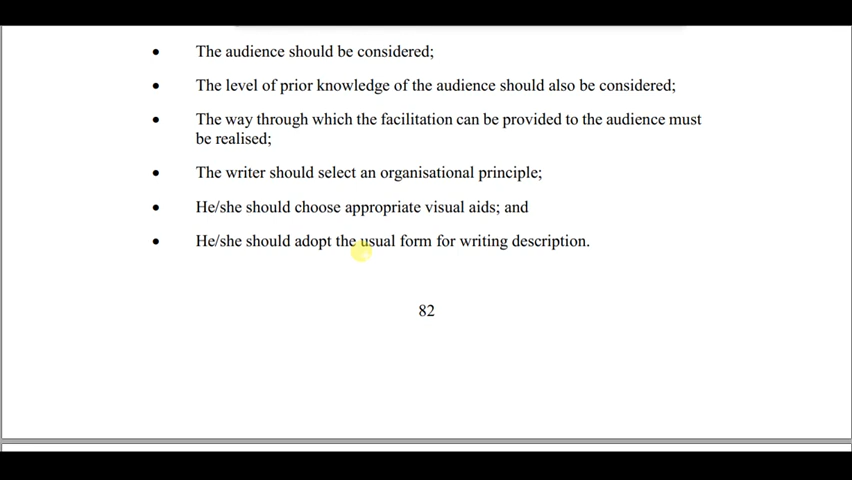 • The audience should be considered;
• The level of prior knowledge of the audience should also be considered;
• The way through which the facilitation can be provided to the audience must
be realised;
• The writer should select an organisational principle;
• He/she should choose appropriate visual aids; and
• He/she should adopt the usual form for writing description.
82